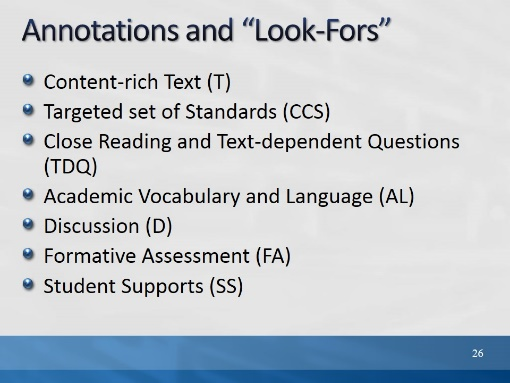 Annotations and “Look-Fors”
Content-rich Text (T)
Targeted set of Standards (CCS)
Close Reading and Text-dependent Questions
(TDQ)
Academic Vocabulary and Language (AL)
Discussion (D)
Formative Assessment (FA)
Student Supports (SS)
26